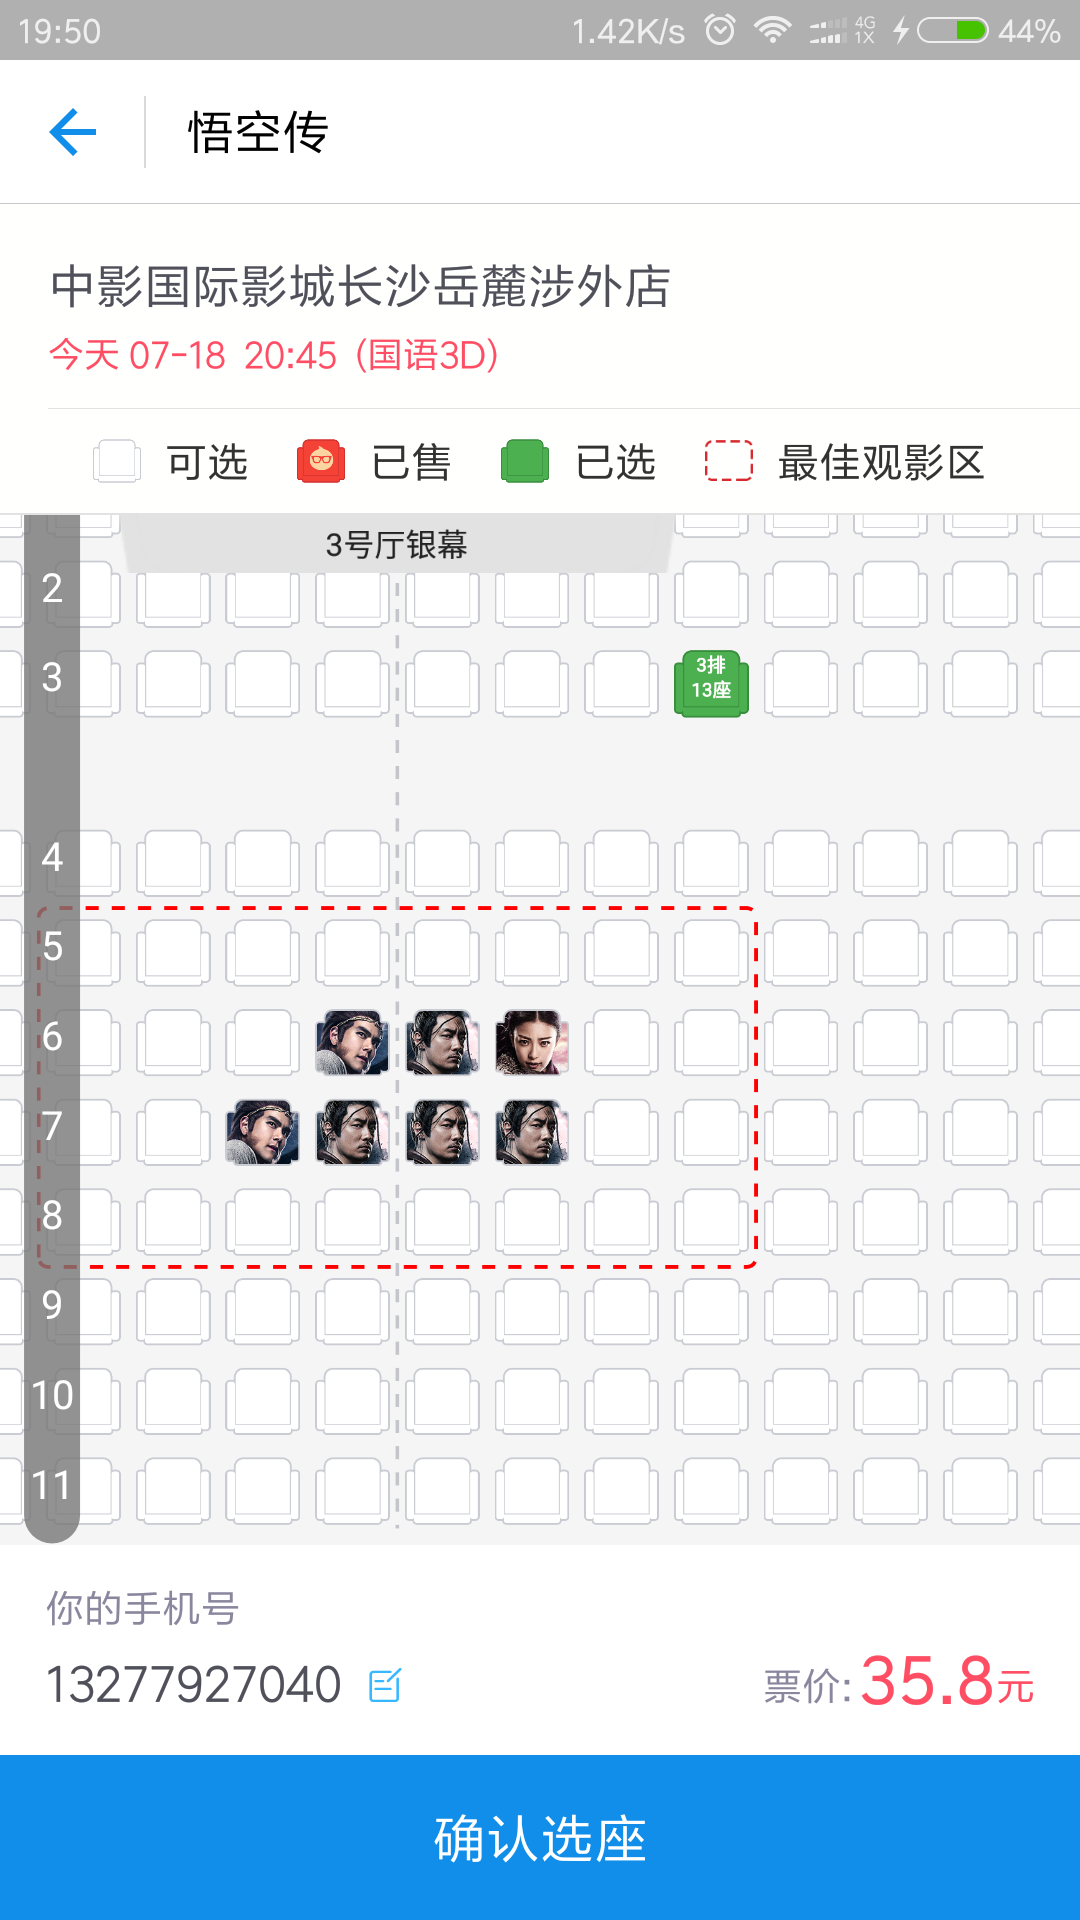 19:50 1.42K/s 4G 1X 44%
悟空传
中影国际影城长沙岳麓涉外店
今天 07-18 20:45 (国语3D)
可选 已售 已选 最佳观影区
3号厅银幕
2
3
3排
13座
4
5
6
7
8
9
10
11
你的手机号
13277927040 票价:35.8元
确认选座